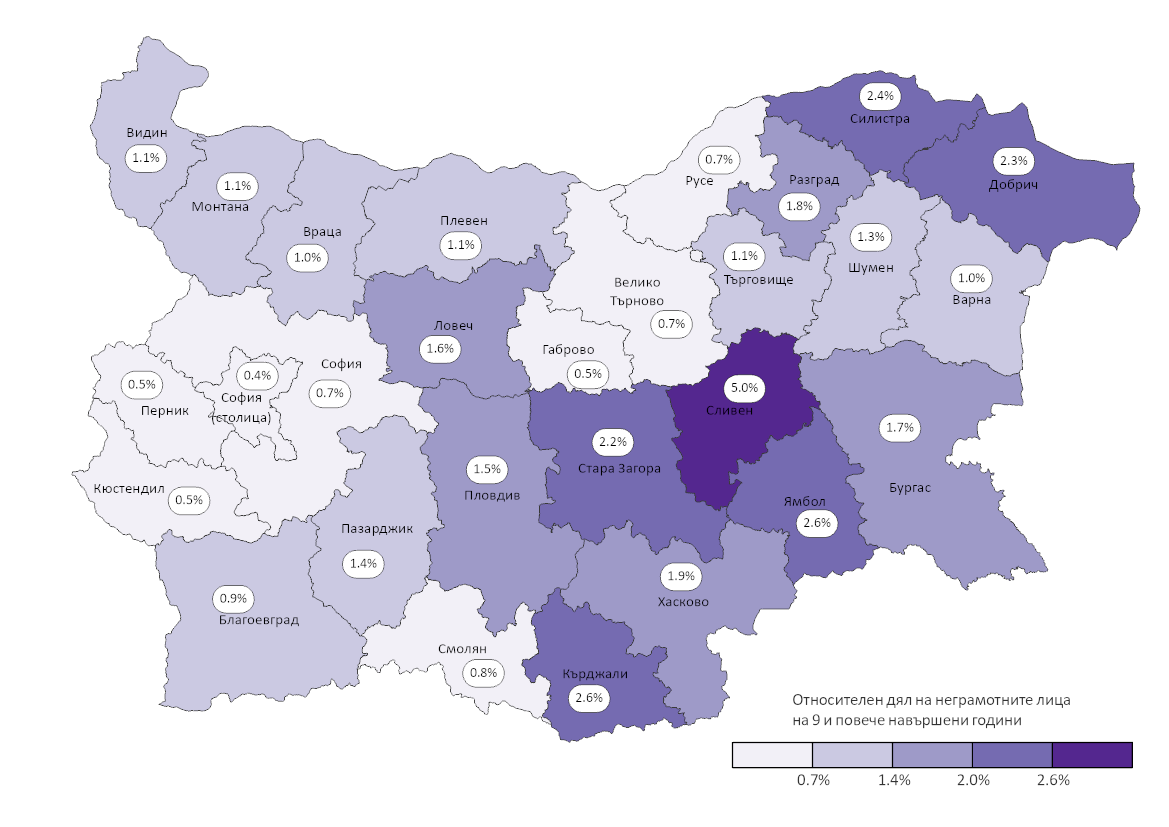 2.4%
Силистра
Видин
1.1%
0.7%
Русе
2.3%
Добрич
1.1%
Монтана
Разград
1.8%
Плевен
1.1%
Враца
1.0%
1.3%
Шумен
1.1%
Търговище
1.0%
Варна
Велико
Търново
0.7%
Ловеч
1.6%
Габрово
0.5%
София
0.7%
0.4%
София
(столица)
0.5%
Перник
5.0%
Сливен
1.7%
Бургас
2.2%
Стара Загора
1.5%
Пловдив
Кюстендил
0.5%
Ямбол
2.6%
Пазарджик
1.4%
1.9%
Хасково
0.9%
Благоевград
Смолян
0.8%
Кърджали
2.6%
Относителен дял на неграмотните лица
на 9 и повече навършени години
0.7% 1.4% 2.0% 2.6%